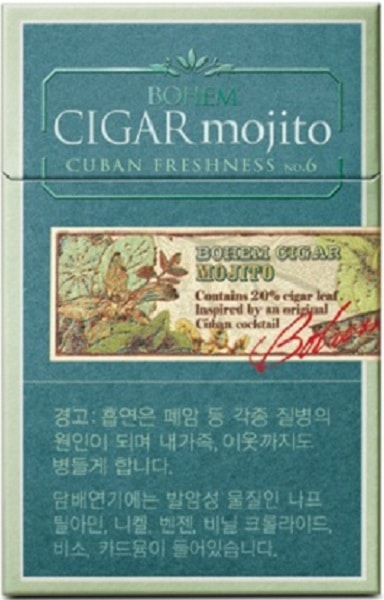 BOHEM
CIGAR mojito
CUBAN FRESHNESS NO.6
BOHEM CIGAR
MOJITO
Contains 20% cigar leaf
Inspired by an original
Cuban cocktail
Bohem
경고: 흡연은 폐암 등 각종 질병의
원인이 되며 내가족, 이웃까지도
병들게 합니다.
담배연기에는 발암성 물질인 나프
틸아민, 니켈, 벤젠, 비닐 크롤라이드,
비소, 카드뮴이 들어있습니다.